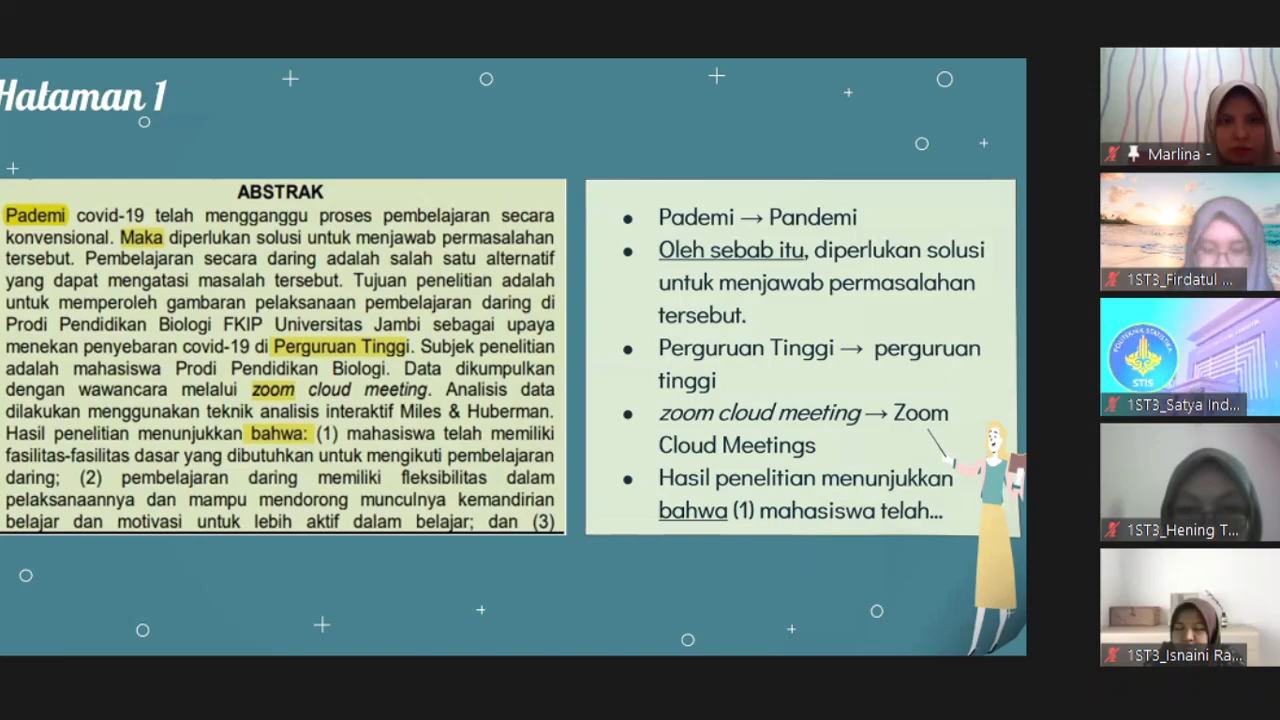 Hataman 1
ABSTRAK
Pademi covid-19 telah mengganggu proses pembelajaran secara
konvensional. Maka diperlukan solusi untuk menjawab permasalahan
tersebut. Pembelajaran secara daring adalah salah satu alternatif
yang dapat mengatasi masalah tersebut. Tujuan penelitian adalah
untuk memperoleh gambaran pelaksanaan pembelajaran daring di
Prodi Pendidikan Biologi FKIP Universitas Jambi sebagai upaya
menekan penyebaran covid-19 di Perguruan Tinggi. Subjek penelitian
adalah mahasiswa Prodi Pendidikan Biologi. Data dikumpulkan
dengan wawancara melalui zoom cloud meeting. Analisis data
dilakukan menggunakan teknik analisis interaktif Miles & Huberman.
Hasil penelitian menunjukkan bahwa: (1) mahasiswa telah memiliki
fasilitas-fasilitas dasar yang dibutuhkan untuk mengikuti pembelajaran
daring; (2) pembelajaran daring memiliki fleksibilitas dalam
pelaksanaannya dan mampu mendorong munculnya kemandirian
belajar dan motivasi untuk lebih aktif dalam belajar; dan (3)
• Pademi → Pandemi
• Oleh sebab itu, diperlukan solusi
untuk menjawab permasalahan
tersebut.
• Perguruan Tinggi → perguruan
tinggi
• zoom cloud meeting → Zoom
Cloud Meetings
• Hasil penelitian menunjukkan
bahwa (1) mahasiswa telah...
Marlina -
1ST3_Firdatul ...
POLITEKNIK STATISTIKA
STIS
1ST3_Satya Ind...
1ST3_Hening T...
1ST3_Isnaini Ra...